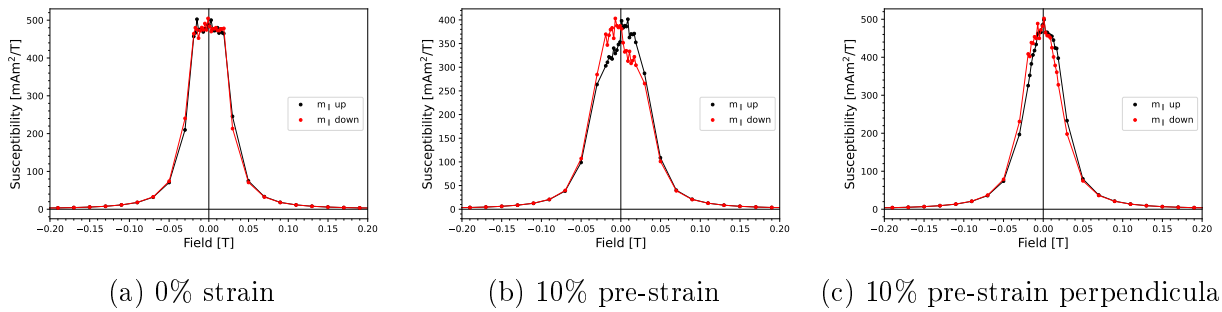 500
400
300
200
100
0
Susceptibility [mAm²/T]
m∥ up
m∥ down
−0.20 −0.15 −0.10 −0.05 0.00 0.05 0.10 0.15 0.20
Field [T]
(a) 0% strain
400
350
300
250
200
150
100
50
0
Susceptibility [mAm²/T]
m∥ up
m∥ down
−0.20 −0.15 −0.10 −0.05 0.00 0.05 0.10 0.15 0.20
Field [T]
(b) 10% pre-strain
500
400
300
200
100
0
Susceptibility [mAm²/T]
m∥ up
m∥ down
−0.20 −0.15 −0.10 −0.05 0.00 0.05 0.10 0.15 0.20
Field [T]
(c) 10% pre-strain perpendicula